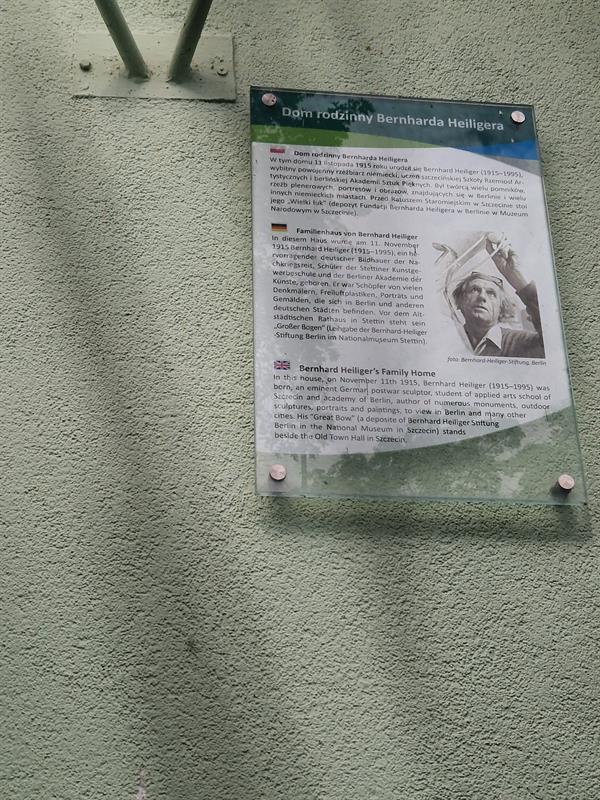 Dom rodzinny Bernharda Heiligera
Dom rodzinny Bernharda Heiligera
W tym domu 11 listopada 1915 roku urodził się Bernhard Heiliger (1915–1995),
wybitny powojenny rzeźbiarz niemiecki, uczeń szczecińskiej Szkoły Rzemiosł Ar-
tystycznych i berlińskiej Akademii Sztuk Pięknych. Był twórcą wielu pomników,
rzeźb plenerowych, portretów i obrazów, znajdujących się w Berlinie i wielu
innych niemieckich miastach. Przed Ratuszem Staromiejskim w Szczecinie stoi
jego „Wielki łuk" (depozyt Fundacji Bernharda Heiligera w Berlinie w Muzeum
Narodowym w Szczecinie).
Familienhaus von Bernhard Heiliger
In diesem Haus wurde am 11. November
1915 Bernhard Heiliger (1915–1995), ein her-
vorragender deutscher Bildhauer der Na-
chkriegszeit, Schüler der Stettiner Kunstge-
werbeschule und der Berliner Akademie der
Künste, geboren. Er war Schöpfer von vielen
Denkmälern, Freiluftplastiken, Porträts und
Gemälden, die sich in Berlin und anderen
deutschen Städten befinden. Vor dem Alt-
städtischen Rathaus in Stettin steht sein
„Großer Bogen" (Leihgabe der Bernhard-Heiliger
-Stiftung Berlin im Nationalmuseum Stettin).
foto: Bernhard-Heiliger-Stiftung, Berlin
Bernhard Heiliger's Family Home
In this house, on November 11th 1915, Bernhard Heiliger (1915–1995) was
born, an eminent German postwar sculptor, student of applied arts school of
Szczecin and academy of Berlin, author of numerous monuments, outdoor
sculptures, portraits and paintings, to view in Berlin and many other
cities. His "Great Bow" (a deposite of Bernhard Heiliger Stiftung
Berlin in the National Museum in Szczecin) stands
beside the Old Town Hall in Szczecin.